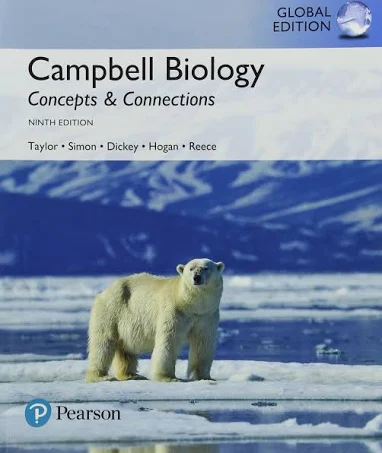 GLOBAL
EDITION
Campbell Biology
Concepts & Connections
NINTH EDITION
Taylor • Simon • Dickey • Hogan • Reece
P Pearson